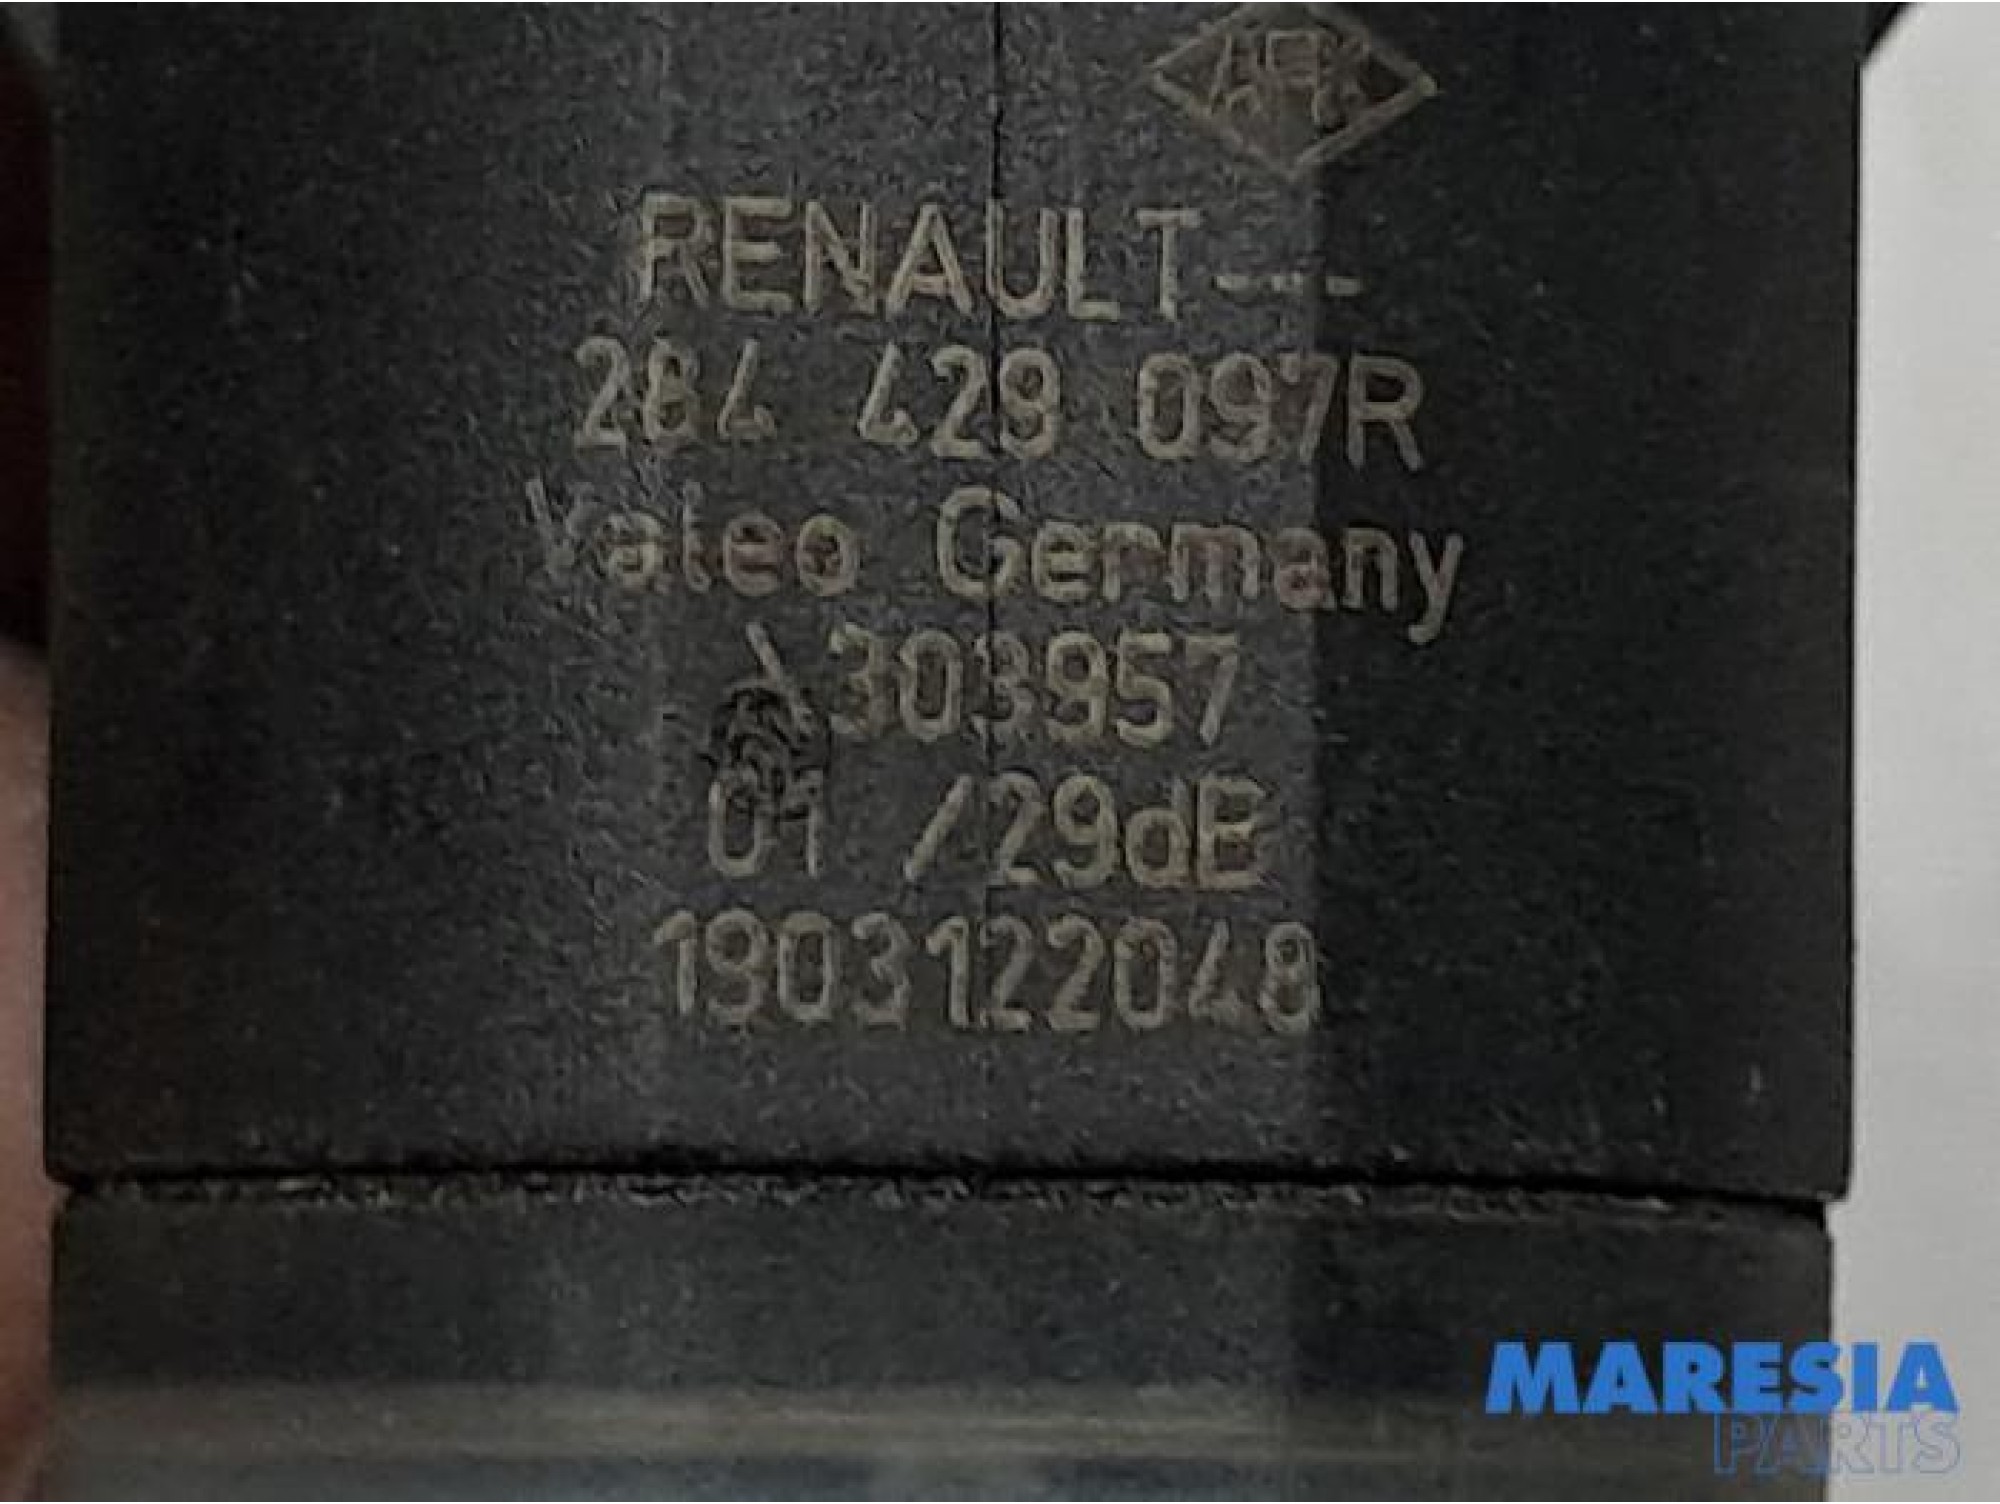 RENAULT---
284 429 097R
Valeo Germany
\303957
01 /29dB
1903122048
MARESIA
PARTS